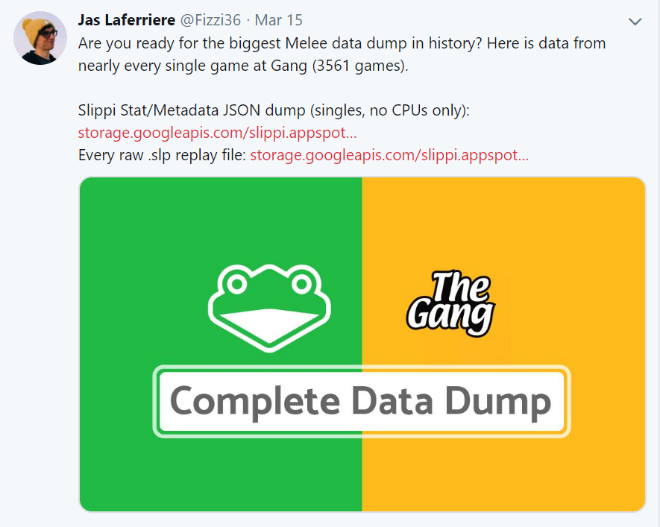 Jas Laferriere @Fizzi36 · Mar 15
Are you ready for the biggest Melee data dump in history? Here is data from
nearly every single game at Gang (3561 games).
Slippi Stat/Metadata JSON dump (singles, no CPUs only):
storage.googleapis.com/slippi.appspot...
Every raw .slp replay file: storage.googleapis.com/slippi.appspot...
The
Gang
Complete Data Dump